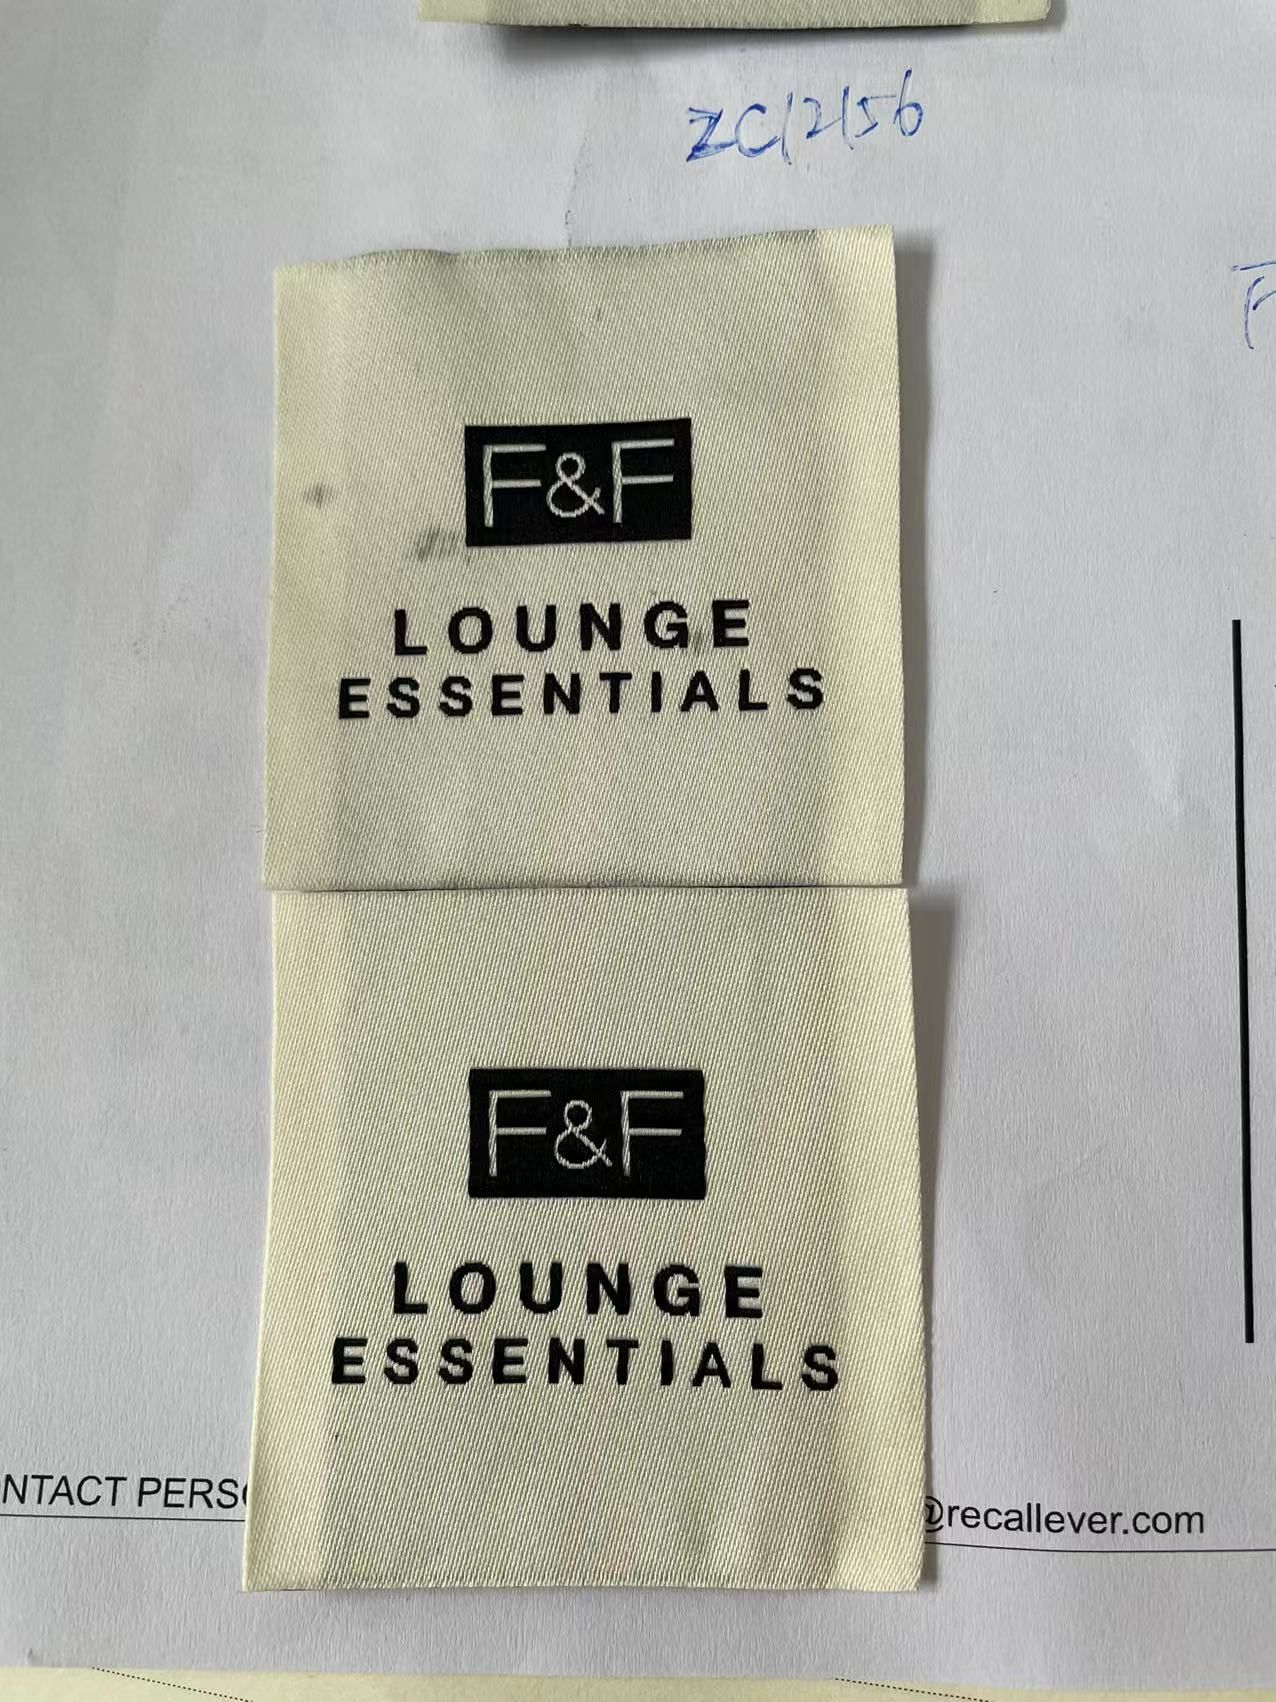 ZC12156
F&F
LOUNGE
ESSENTIALS
F&F
LOUNGE
ESSENTIALS
NTACT PERS
@recallever.com